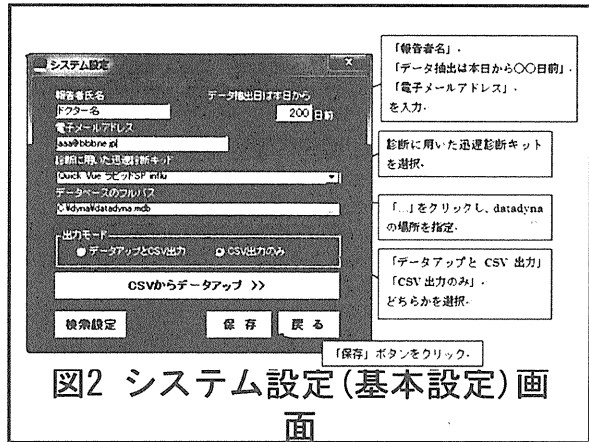 システム設定
報告者氏名
データ抽出日は本日から
ドクター名
200 日前
電子メールアドレス
aaa@bbb.ne.jp
診断に用いた迅速診断キット
Quick Vue ラピッドSP influ
データベースのフルパス
C:¥dyna¥datadyna.mdb
出力モード
データアップとCSV出力
CSV出力のみ
CSVからデータアップ >>
検索設定
保 存
戻 る
「報告者名」.
「データ抽出は本日から〇〇日前」.
「電子メールアドレス」.
を入力.
診断に用いた迅速診断キット
を選択.
「...」をクリックし、datadyna
の場所を指定.
「データアップと CSV 出力」
「CSV 出力のみ」.
どちらかを選択.
「保存」ボタンをクリック.
図2 システム設定(基本設定)画
面